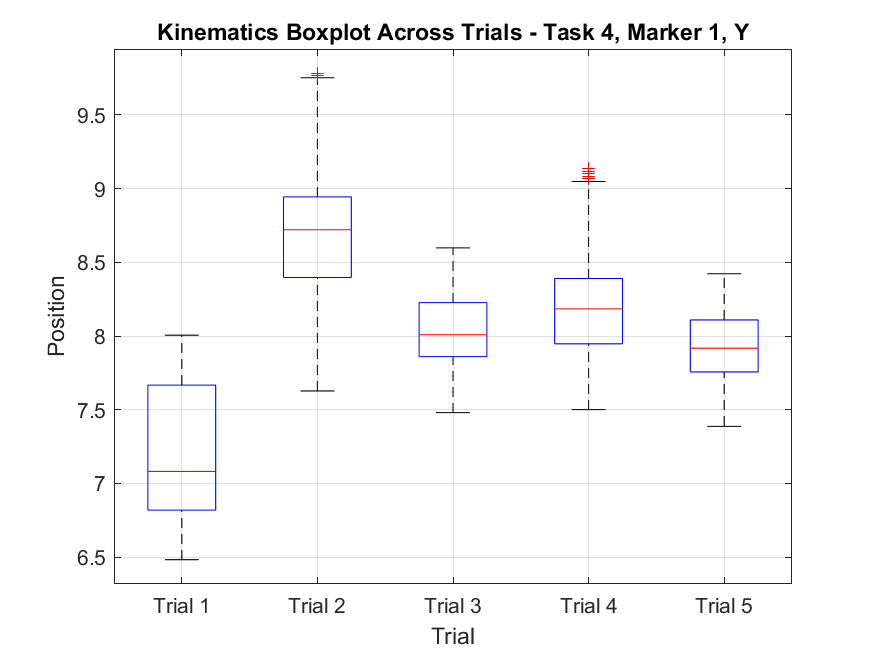 Kinematics Boxplot Across Trials - Task 4, Marker 1, Y
9.5
9
8.5
8
7.5
7
6.5
Position
Trial 1 Trial 2 Trial 3 Trial 4 Trial 5
Trial